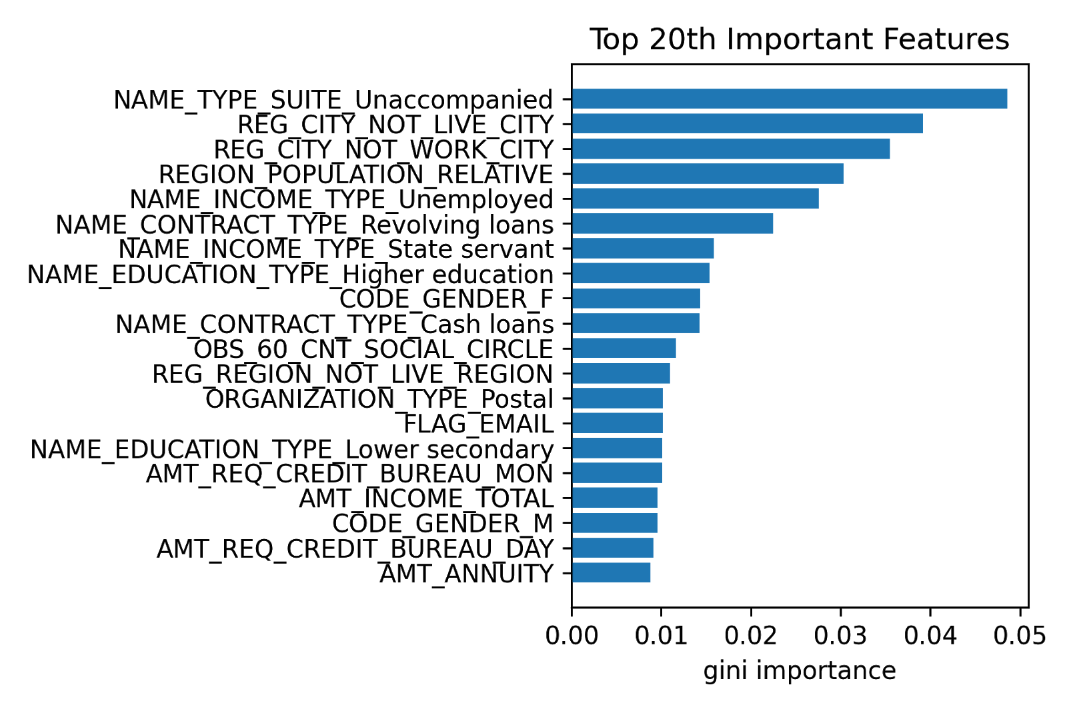 Top 20th Important Features
NAME_TYPE_SUITE_Unaccompanied
REG_CITY_NOT_LIVE_CITY
REG_CITY_NOT_WORK_CITY
REGION_POPULATION_RELATIVE
NAME_INCOME_TYPE_Unemployed
NAME_CONTRACT_TYPE_Revolving loans
NAME_INCOME_TYPE_State servant
NAME_EDUCATION_TYPE_Higher education
CODE_GENDER_F
NAME_CONTRACT_TYPE_Cash loans
OBS_60_CNT_SOCIAL_CIRCLE
REG_REGION_NOT_LIVE_REGION
ORGANIZATION_TYPE_Postal
FLAG_EMAIL
NAME_EDUCATION_TYPE_Lower secondary
AMT_REQ_CREDIT_BUREAU_MON
AMT_INCOME_TOTAL
CODE_GENDER_M
AMT_REQ_CREDIT_BUREAU_DAY
AMT_ANNUITY
0.00 0.01 0.02 0.03 0.04 0.05
gini importance